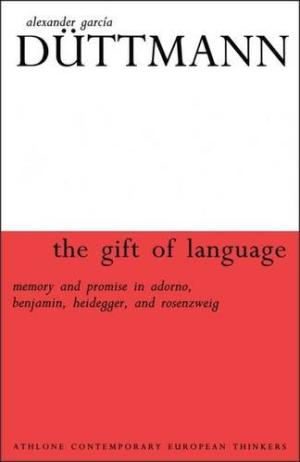 alexander garcía
DÜTTMANN
the gift of language
memory and promise in adorno,
benjamin, heidegger, and rosenzweig
ATHLONE CONTEMPORARY EUROPEAN THINKERS